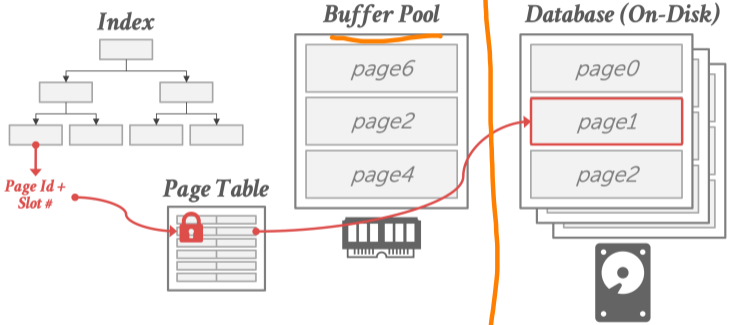 Index
Buffer Pool
Database (On-Disk)
page6
page2
page4
page0
page1
page2
Page Id +
Slot #
Page Table